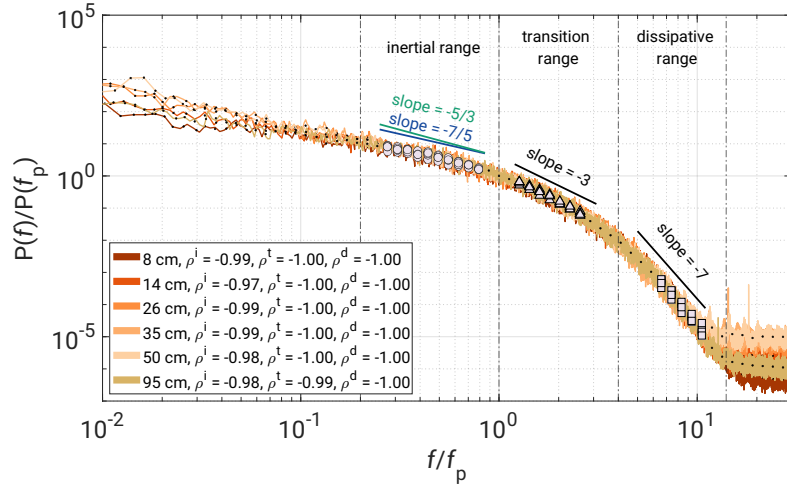 10^5
10^0
10^-5
P(f)/P(f_p)
inertial range
transition
range
dissipative
range
slope = -5/3
slope = -7/5
slope = -3
slope = -7
8 cm, ρ^i = -0.99, ρ^t = -1.00, ρ^d = -1.00
14 cm, ρ^i = -0.97, ρ^t = -1.00, ρ^d = -1.00
26 cm, ρ^i = -0.99, ρ^t = -1.00, ρ^d = -1.00
35 cm, ρ^i = -0.99, ρ^t = -1.00, ρ^d = -1.00
50 cm, ρ^i = -0.98, ρ^t = -1.00, ρ^d = -1.00
95 cm, ρ^i = -0.98, ρ^t = -0.99, ρ^d = -1.00
10^-2
10^-1
10^0
10^1
f/f_p